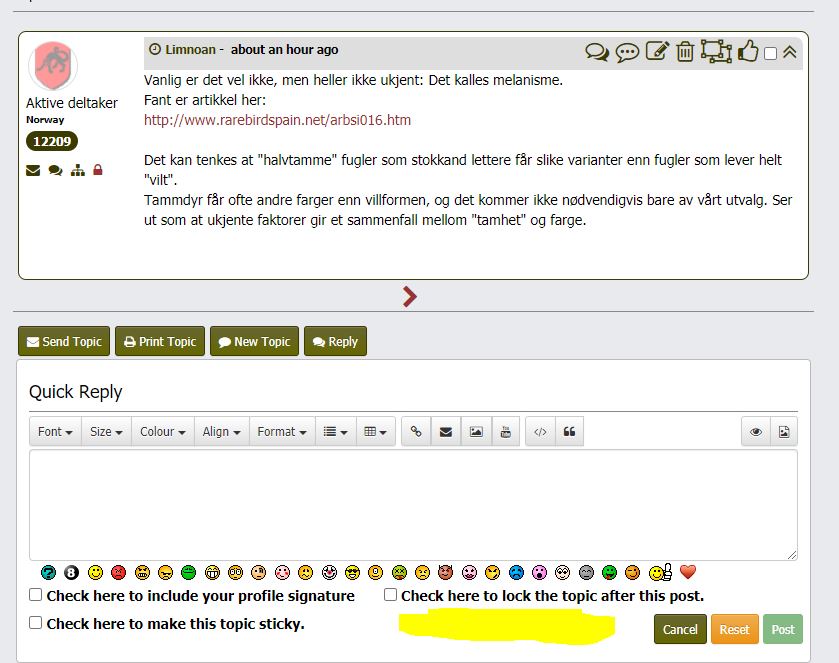 Limnoan - about an hour ago
Aktive deltaker
Norway
12209
Vanlig er det vel ikke, men heller ikke ukjent: Det kalles melanisme.
Fant er artikkel her:
http://www.rarebirdspain.net/arbsi016.htm
Det kan tenkes at "halvtamme" fugler som stokkand lettere får slike varianter enn fugler som lever helt
"vilt".
Tammdyr får ofte andre farger enn villformen, og det kommer ikke nødvendigvis bare av vårt utvalg. Ser
ut som at ukjente faktorer gir et sammenfall mellom "tamhet" og farge.
Send Topic Print Topic New Topic Reply
Quick Reply
Font Size Colour Align Format
Check here to include your profile signature Check here to lock the topic after this post.
Check here to make this topic sticky.
Cancel Reset Post